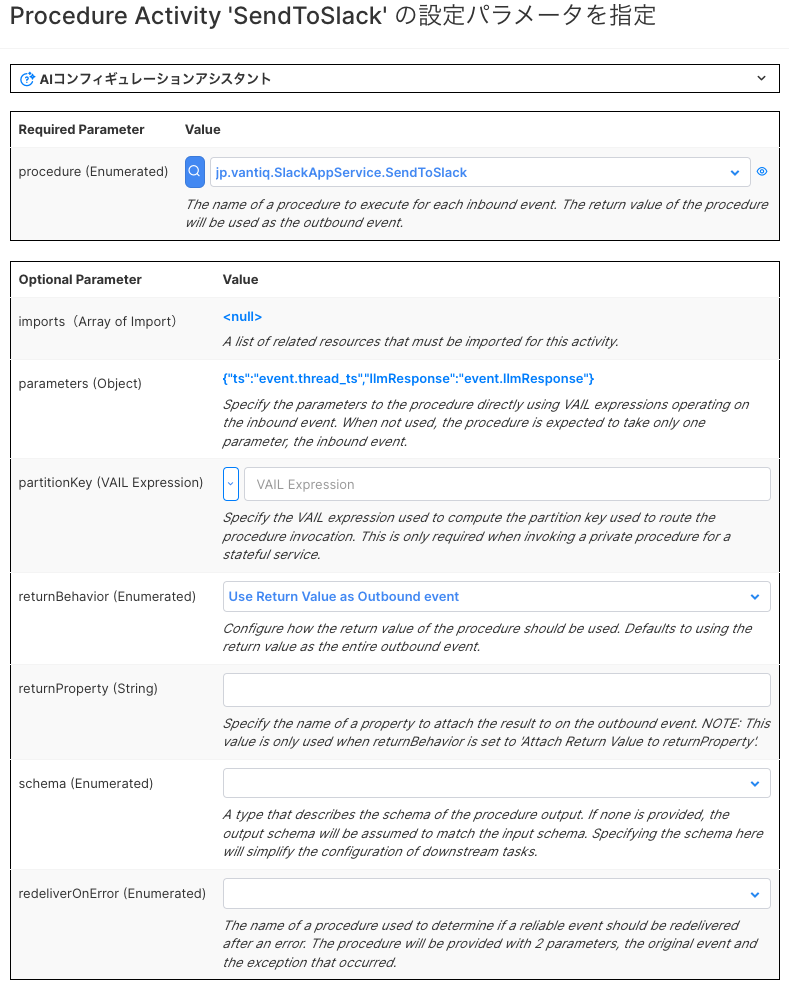 Procedure Activity 'SendToSlack' の設定パラメータを指定
AIコンフィギュレーションアシスタント
Required Parameter Value
procedure (Enumerated) jp.vantiq.SlackAppService.SendToSlack
The name of a procedure to execute for each inbound event. The return value of the procedure
will be used as the outbound event.
Optional Parameter Value
imports（Array of Import） <null>
A list of related resources that must be imported for this activity.
parameters (Object) {"ts":"event.thread_ts","llmResponse":"event.llmResponse"}
Specify the parameters to the procedure directly using VAIL expressions operating on
the inbound event. When not used, the procedure is expected to take only one
parameter, the inbound event.
partitionKey (VAIL Expression) VAIL Expression
Specify the VAIL expression used to compute the partition key used to route the
procedure invocation. This is only required when invoking a private procedure for a
stateful service.
returnBehavior (Enumerated) Use Return Value as Outbound event
Configure how the return value of the procedure should be used. Defaults to using the
return value as the entire outbound event.
returnProperty (String)
Specify the name of a property to attach the result to on the outbound event. NOTE: This
value is only used when returnBehavior is set to 'Attach Return Value to returnProperty'.
schema (Enumerated)
A type that describes the schema of the procedure output. If none is provided, the
output schema will be assumed to match the input schema. Specifying the schema here
will simplify the configuration of downstream tasks.
redeliverOnError (Enumerated)
The name of a procedure used to determine if a reliable event should be redelivered
after an error. The procedure will be provided with 2 parameters, the original event and
the exception that occurred.